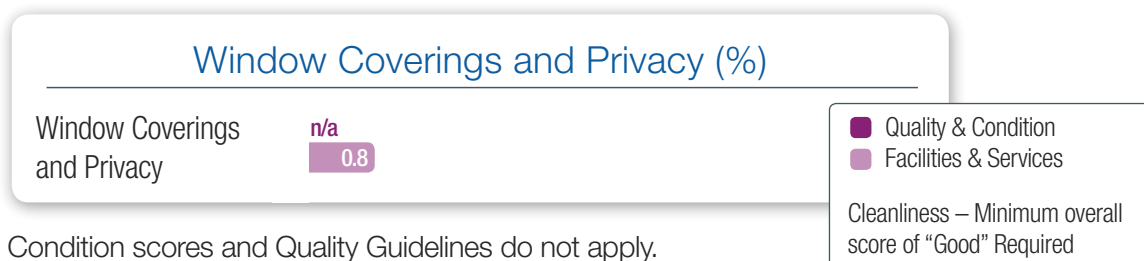 Window Coverings and Privacy (%)
Window Coverings
and Privacy
n/a
0.8
Quality & Condition
Facilities & Services
Cleanliness – Minimum overall
score of “Good” Required
Condition scores and Quality Guidelines do not apply.